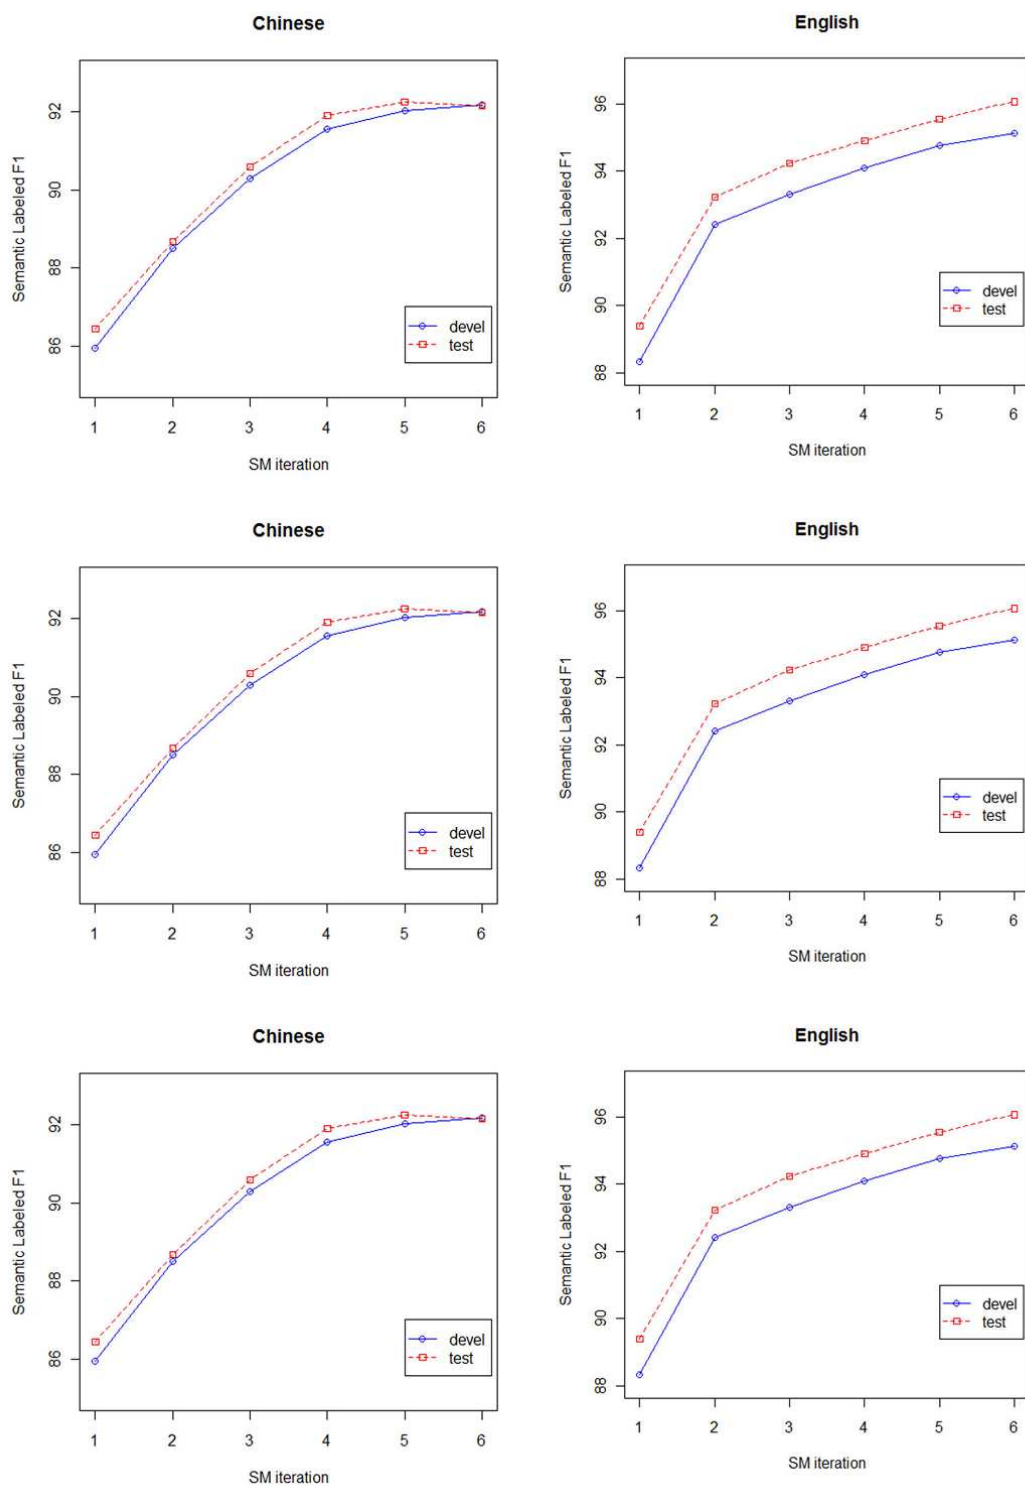 Chinese
Semantic Labeled F1
92
90
88
86
devel
test
1 2 3 4 5 6
SM iteration
English
Semantic Labeled F1
96
94
92
90
88
devel
test
1 2 3 4 5 6
SM iteration
Chinese
Semantic Labeled F1
92
90
88
86
devel
test
1 2 3 4 5 6
SM iteration
English
Semantic Labeled F1
96
94
92
90
88
devel
test
1 2 3 4 5 6
SM iteration
Chinese
Semantic Labeled F1
92
90
88
86
devel
test
1 2 3 4 5 6
SM iteration
English
Semantic Labeled F1
96
94
92
90
88
devel
test
1 2 3 4 5 6
SM iteration